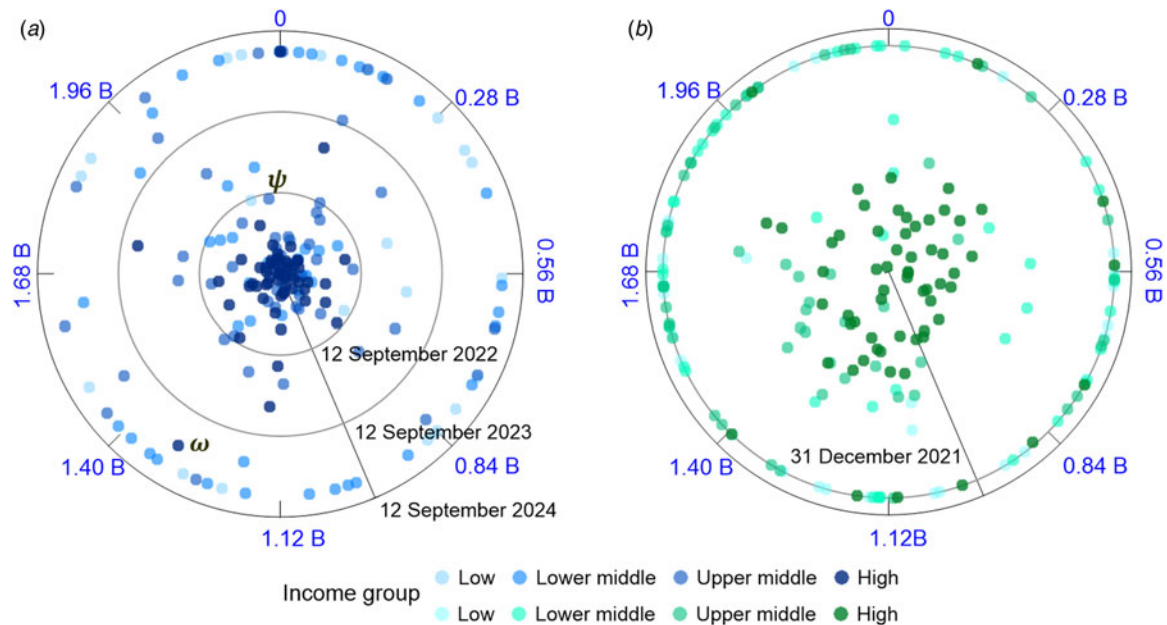 (a)
0
0.28 B
0.56 B
0.84 B
1.12 B
1.40 B
1.68 B
1.96 B
ψ
ω
12 September 2022
12 September 2023
12 September 2024
(b)
0
0.28 B
0.56 B
0.84 B
1.12B
1.40 B
1.68 B
1.96 B
31 December 2021
Income group
Low Lower middle Upper middle High
Low Lower middle Upper middle High